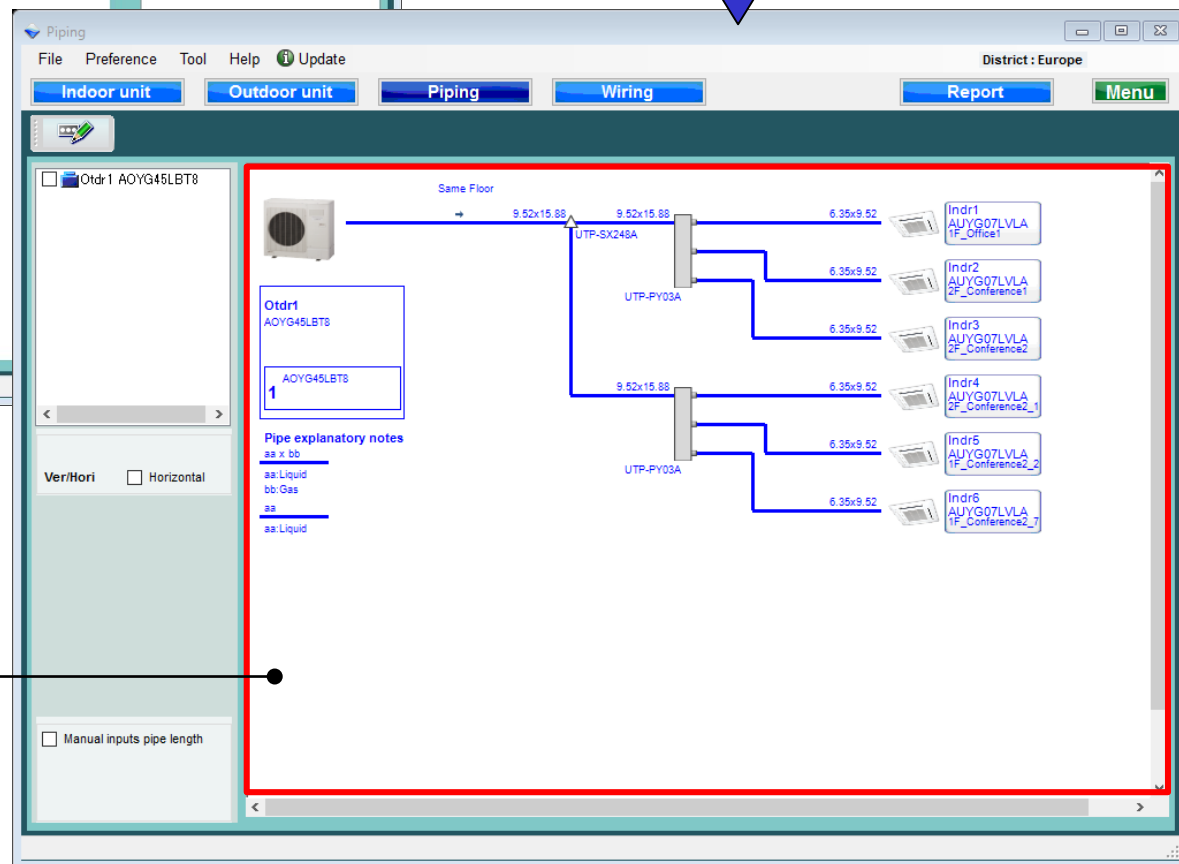 Piping
File Preference Tool Help Update District : Europe
Indoor unit Outdoor unit Piping Wiring Report Menu
Otdr1 AOYG45LBT8
Ver/Hori Horizontal
Manual inputs pipe length
Same Floor
9.52x15.88
UTP-SX248A
9.52x15.88
UTP-PY03A
9.52x15.88
UTP-PY03A
6.35x9.52
Indr1
AUYG07LVLA
1F_Office1
6.35x9.52
Indr2
AUYG07LVLA
2F_Conference1
6.35x9.52
Indr3
AUYG07LVLA
2F_Conference2
6.35x9.52
Indr4
AUYG07LVLA
2F_Conference2_1
6.35x9.52
Indr5
AUYG07LVLA
1F_Conference2_2
6.35x9.52
Indr6
AUYG07LVLA
1F_Conference2_7
Otdr1
AOYG45LBT8
AOYG45LBT8
1
Pipe explanatory notes
aa x bb
aa:Liquid
bb:Gas
aa
aa:Liquid